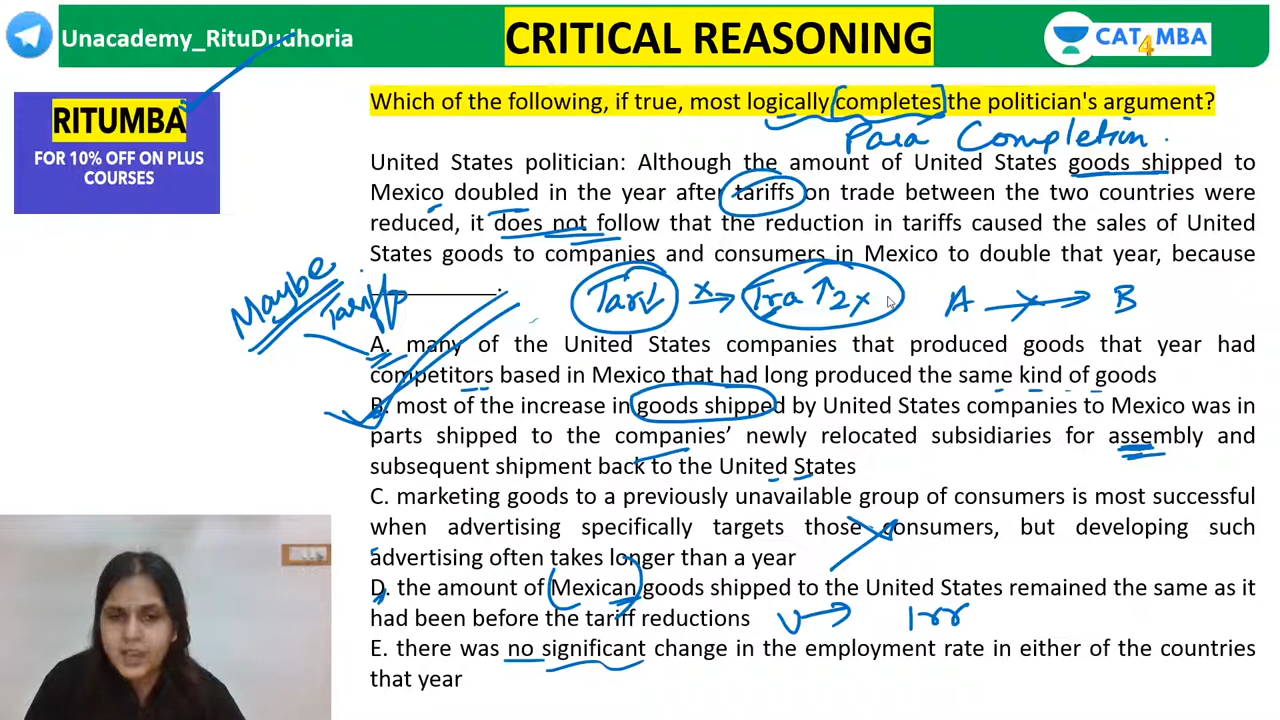 Unacademy_RituDudhoria
CRITICAL REASONING
CAT4MBA
RITUMBA
FOR 10% OFF ON PLUS
COURSES
Which of the following, if true, most logically completes the politician's argument?
Para Completion.
United States politician: Although the amount of United States goods shipped to
Mexico doubled in the year after tariffs on trade between the two countries were
reduced, it does not follow that the reduction in tariffs caused the sales of United
States goods to companies and consumers in Mexico to double that year, because
____________.
Maybe
Tariffs
Tar↓ x→ Tra ↑ 2x
A x→ B
A. many of the United States companies that produced goods that year had
competitors based in Mexico that had long produced the same kind of goods
B. most of the increase in goods shipped by United States companies to Mexico was in
parts shipped to the companies’ newly relocated subsidiaries for assembly and
subsequent shipment back to the United States
C. marketing goods to a previously unavailable group of consumers is most successful
when advertising specifically targets those consumers, but developing such
advertising often takes longer than a year
D. the amount of Mexican goods shipped to the United States remained the same as it
had been before the tariff reductions
U→ Irr
E. there was no significant change in the employment rate in either of the countries
that year